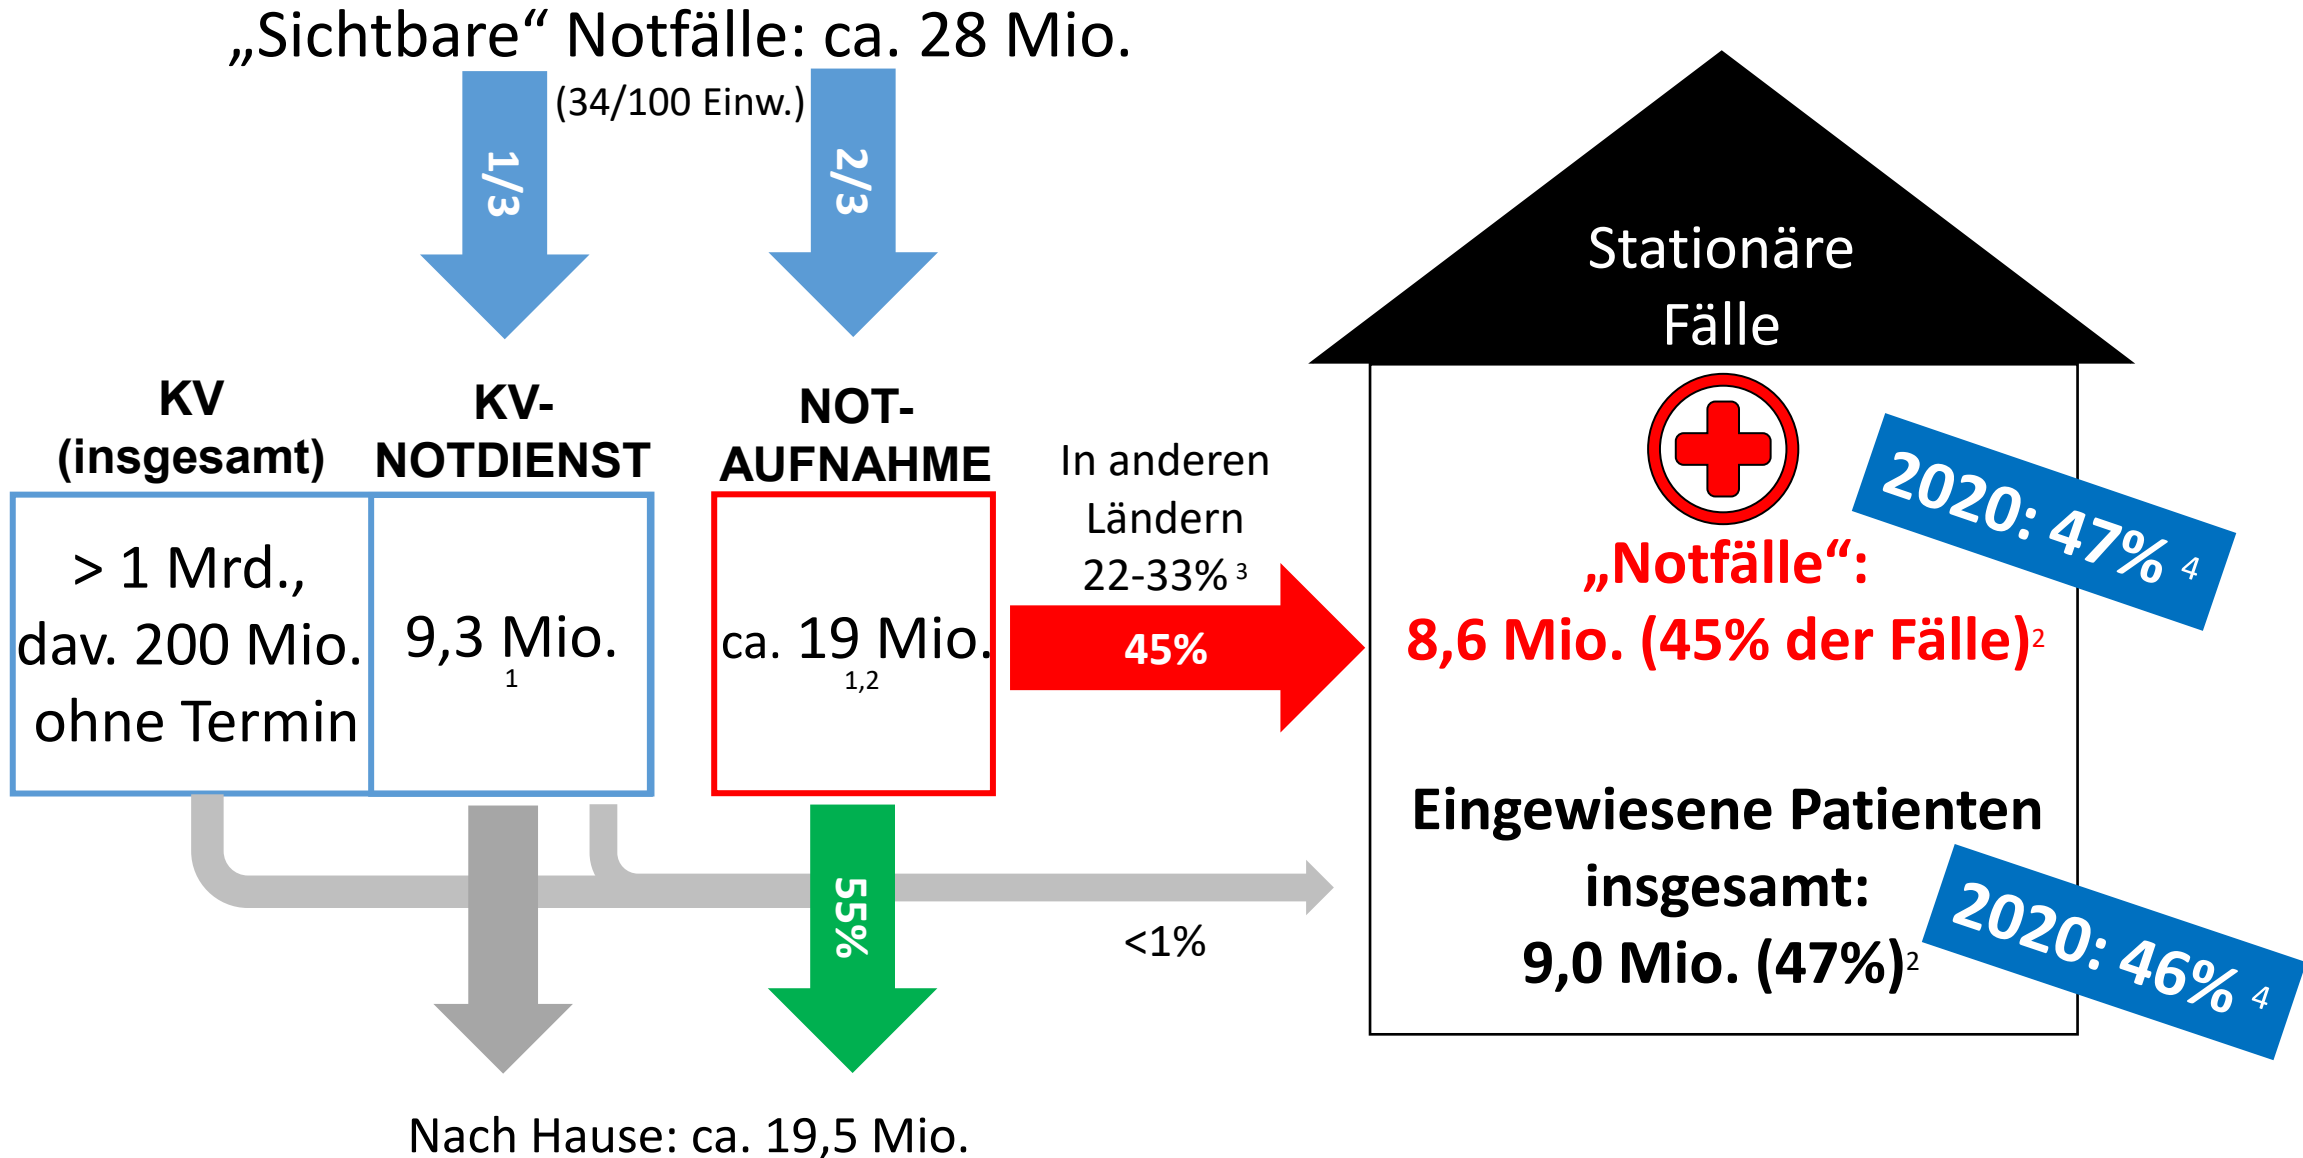 „Sichtbare“ Notfälle: ca. 28 Mio.
(34/100 Einw.)
1/3
2/3
KV
(insgesamt)
KV-
NOTDIENST
NOT-
AUFNAHME
> 1 Mrd.,
dav. 200 Mio.
ohne Termin
9,3 Mio.
1
ca. 19 Mio.
1,2
In anderen
Ländern
22-33% 3
45%
55%
<1%
Nach Hause: ca. 19,5 Mio.
Stationäre
Fälle
„Notfälle“:
8,6 Mio. (45% der Fälle)2
2020: 47% 4
Eingewiesene Patienten
insgesamt:
9,0 Mio. (47%)2
2020: 46% 4